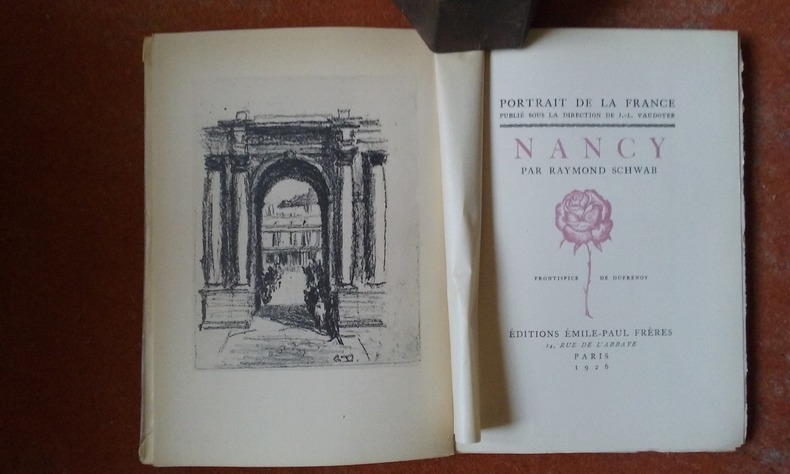 PORTRAIT DE LA FRANCE
PUBLIÉ SOUS LA DIRECTION DE J.-L. VAUDOYER
NANCY
PAR RAYMOND SCHWAB
FRONTISPICE DE DUFRÉNOY
ÉDITIONS ÉMILE-PAUL FRÈRES
14, RUE DE L'ABBAYE
PARIS
1926